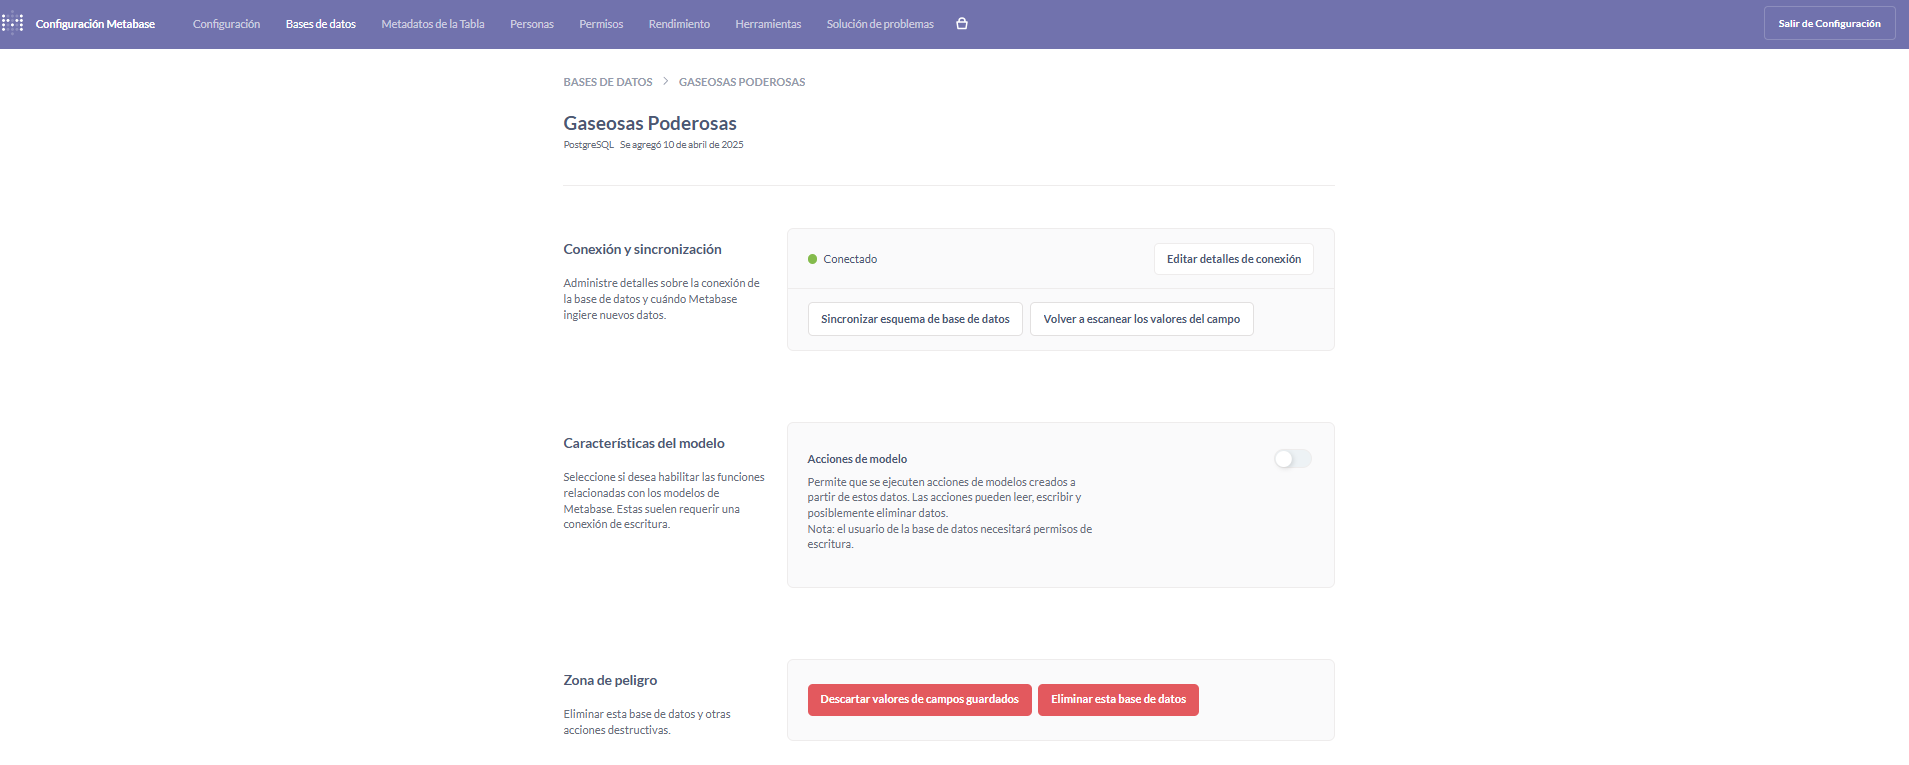 Configuración Metabase
Configuración
Bases de datos
Metadatos de la Tabla
Personas
Permisos
Rendimiento
Herramientas
Solución de problemas
Salir de Configuración
BASES DE DATOS > GASEOSAS PODEROSAS
Gaseosas Poderosas
PostgreSQL Se agregó 10 de abril de 2025
Conexión y sincronización
Administre detalles sobre la conexión de
la base de datos y cuándo Metabase
ingiere nuevos datos.
Conectado
Editar detalles de conexión
Sincronizar esquema de base de datos
Volver a escanear los valores del campo
Características del modelo
Seleccione si desea habilitar las funciones
relacionadas con los modelos de
Metabase. Estas suelen requerir una
conexión de escritura.
Acciones de modelo
Permite que se ejecuten acciones de modelos creados a
partir de estos datos. Las acciones pueden leer, escribir y
posiblemente eliminar datos.
Nota: el usuario de la base de datos necesitará permisos de
escritura.
Zona de peligro
Eliminar esta base de datos y otras
acciones destructivas.
Descartar valores de campos guardados
Eliminar esta base de datos